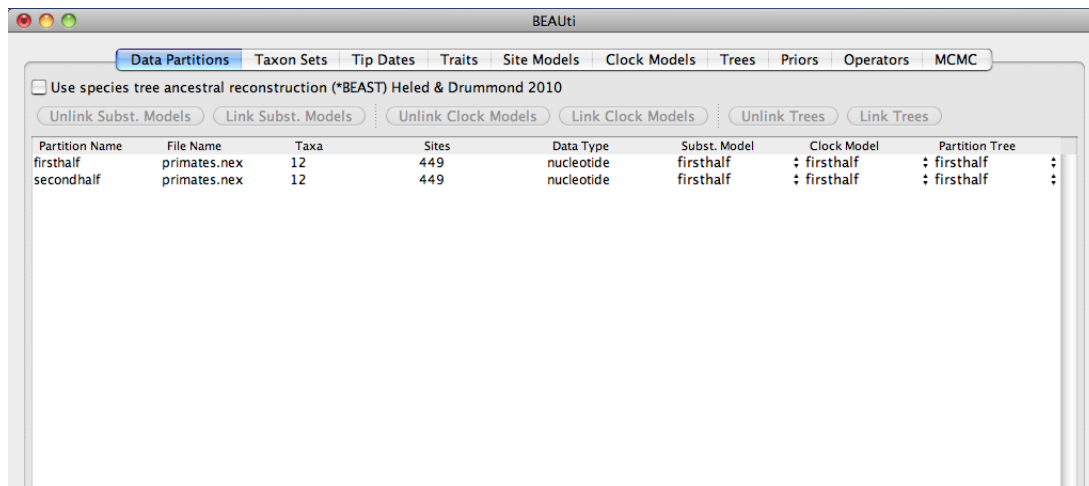 BEAUti
Data Partitions Taxon Sets Tip Dates Traits Site Models Clock Models Trees Priors Operators MCMC
Use species tree ancestral reconstruction (*BEAST) Heled & Drummond 2010
Unlink Subst. Models Link Subst. Models Unlink Clock Models Link Clock Models Unlink Trees Link Trees
Partition Name File Name Taxa Sites Data Type Subst. Model Clock Model Partition Tree
firsthalf primates.nex 12 449 nucleotide firsthalf firsthalf firsthalf
secondhalf primates.nex 12 449 nucleotide firsthalf firsthalf firsthalf